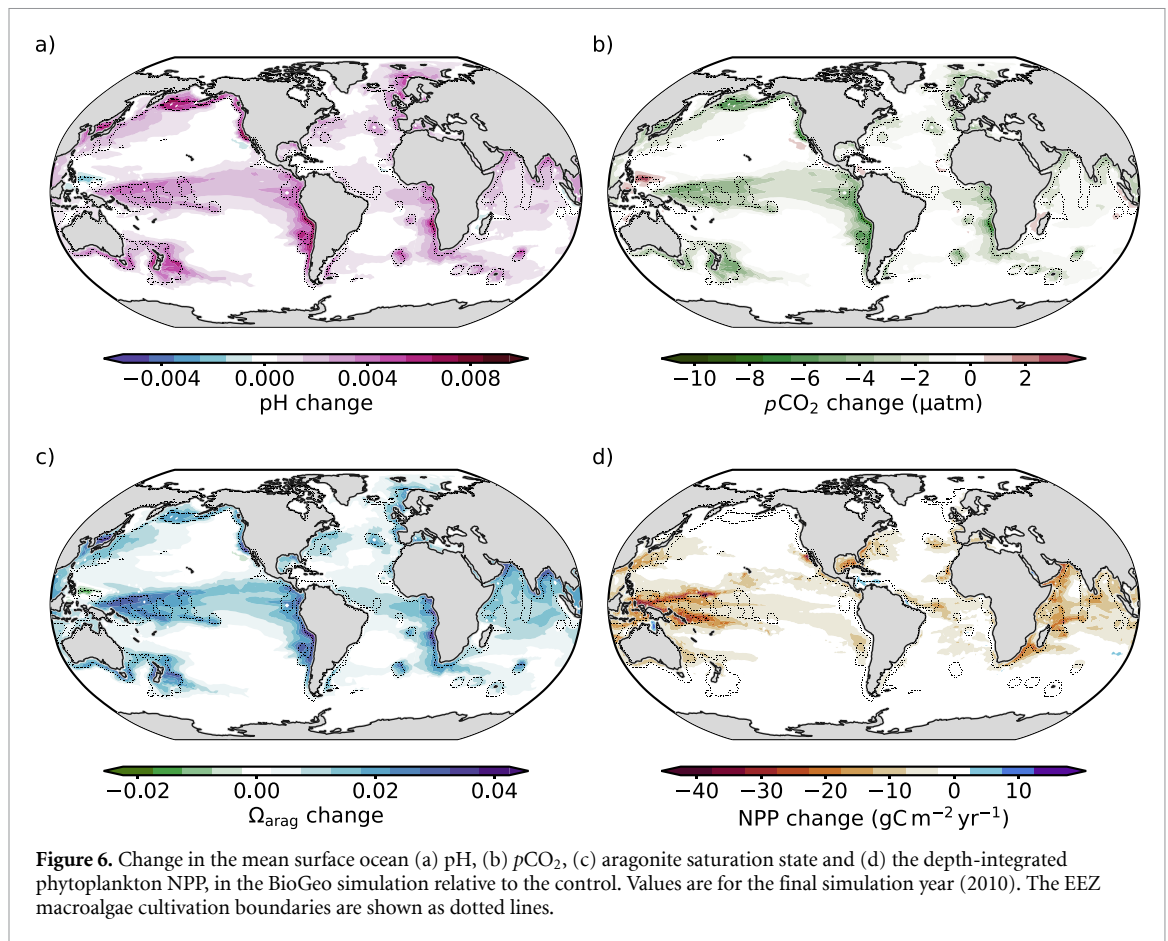 a)
b)
−0.004 0.000 0.004 0.008
pH change
−10 −8 −6 −4 −2 0 2
pCO₂ change (µatm)
c)
d)
−0.02 0.00 0.02 0.04
Ωarag change
−40 −30 −20 −10 0 10
NPP change (gC m⁻² yr⁻¹)
Figure 6. Change in the mean surface ocean (a) pH, (b) pCO₂, (c) aragonite saturation state and (d) the depth-integrated
phytoplankton NPP, in the BioGeo simulation relative to the control. Values are for the final simulation year (2010). The EEZ
macroalgae cultivation boundaries are shown as dotted lines.